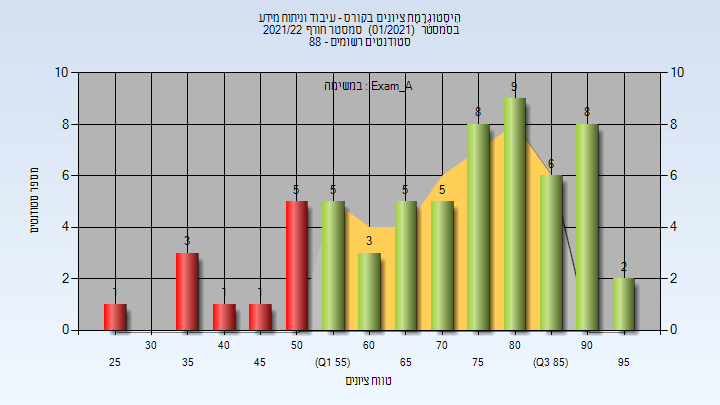 היסטוגרמת ציונים בקורס - עיבוד וניתוח מידע
בסמסטר (01/2021) סמסטר חורף 2021/22
סטודנטים רשומים - 88
במשימה : Exam_A
10 10
8 8
6 6
4 4
2 2
0 0
מספר סטודנטים
1 3 1 1 5 5 3 5 5 8 9 6 8 2
30 40 50 60 70 80 90
25 35 45 (Q1 55) 65 75 (Q3 85) 95
טווח ציונים